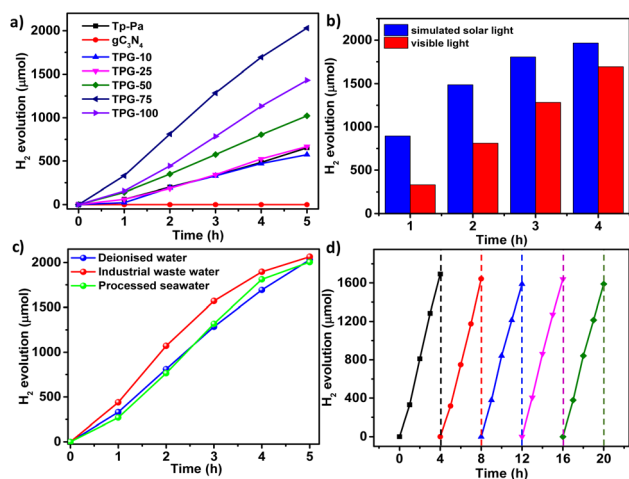 a)
Tp-Pa
gC₃N₄
TPG-10
TPG-25
TPG-50
TPG-75
TPG-100
2000
1500
1000
500
0
H₂ evolution (μmol)
0 1 2 3 4 5
Time (h)
b)
simulated solar light
visible light
2000
1500
1000
500
0
H₂ evolution (μmol)
1 2 3 4
Time (h)
c)
Deionised water
Industrial waste water
Processed seawater
2000
1500
1000
500
0
H₂ evolution (μmol)
0 1 2 3 4 5
Time (h)
d)
1600
1200
800
400
0
H₂ evolution (μmol)
0 4 8 12 16 20
Time (h)